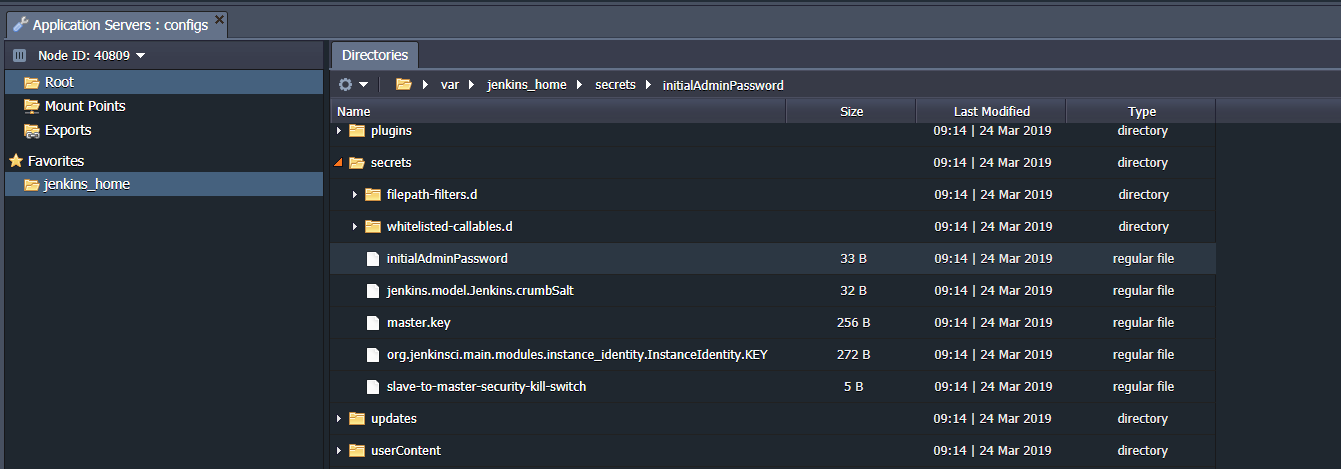 Application Servers : configs
Node ID: 40809
Root
Mount Points
Exports
Favorites
jenkins_home
Directories
var jenkins_home secrets initialAdminPassword
Name Size Last Modified Type
plugins 09:14 | 24 Mar 2019 directory
secrets 09:14 | 24 Mar 2019 directory
filepath-filters.d 09:14 | 24 Mar 2019 directory
whitelisted-callables.d 09:14 | 24 Mar 2019 directory
initialAdminPassword 33 B 09:14 | 24 Mar 2019 regular file
jenkins.model.Jenkins.crumbSalt 32 B 09:14 | 24 Mar 2019 regular file
master.key 256 B 09:14 | 24 Mar 2019 regular file
org.jenkinsci.main.modules.instance_identity.InstanceIdentity.KEY 272 B 09:14 | 24 Mar 2019 regular file
slave-to-master-security-kill-switch 5 B 09:14 | 24 Mar 2019 regular file
updates 09:14 | 24 Mar 2019 directory
userContent 09:14 | 24 Mar 2019 directory